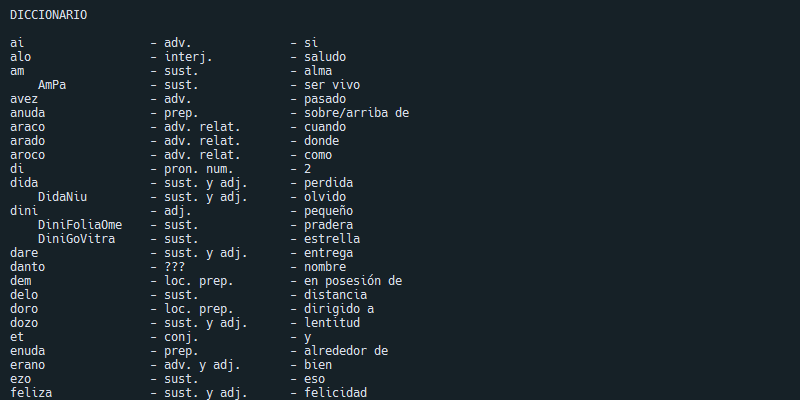 DICCIONARIO
ai - adv. - si
alo - interj. - saludo
am - sust. - alma
AmPa - sust. - ser vivo
avez - adv. - pasado
anuda - prep. - sobre/arriba de
araco - adv. relat. - cuando
arado - adv. relat. - donde
aroco - adv. relat. - como
di - pron. num. - 2
dida - sust. y adj. - perdida
DidaNiu - sust. y adj. - olvido
dini - adj. - pequeño
DiniFoliaOme - sust. - pradera
DiniGoVitra - sust. - estrella
dare - sust. y adj. - entrega
danto - ??? - nombre
dem - loc. prep. - en posesión de
delo - sust. - distancia
doro - loc. prep. - dirigido a
dozo - sust. y adj. - lentitud
et - conj. - y
enuda - prep. - alrededor de
erano - adv. y adj. - bien
ezo - sust. - eso
feliza - sust. y adj. - felicidad